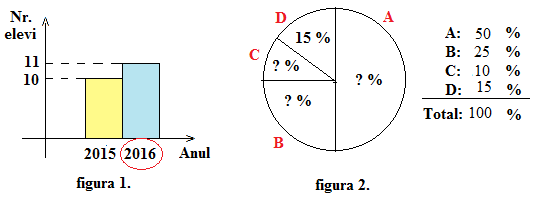 Nr.
elevi
11
10
2015 2016 Anul
figura 1.
D
A
15 %
C
? %
? %
? %
B
figura 2.
A: 50 %
B: 25 %
C: 10 %
D: 15 %
Total: 100 %